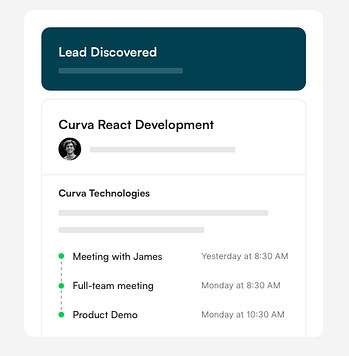 Lead Discovered
Curva React Development
Curva Technologies
Meeting with James Yesterday at 8:30 AM
Full-team meeting Monday at 8:30 AM
Product Demo Monday at 10:30 AM